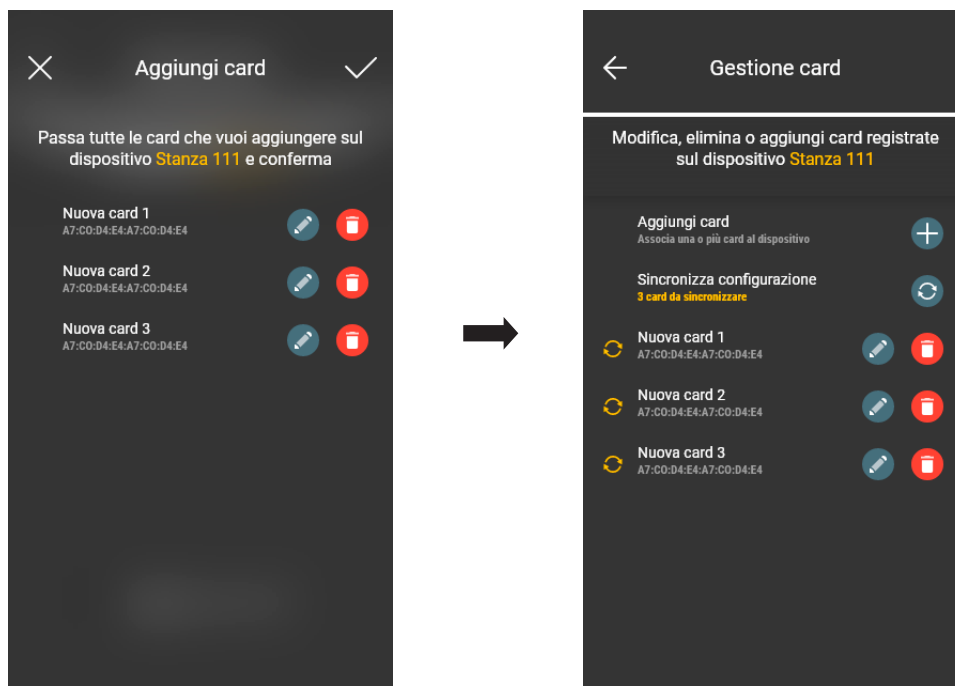 Aggiungi card
Passa tutte le card che vuoi aggiungere sul
dispositivo Stanza 111 e conferma
Nuova card 1
A7:C0:D4:E4:A7:C0:D4:E4
Nuova card 2
A7:C0:D4:E4:A7:C0:D4:E4
Nuova card 3
A7:C0:D4:E4:A7:C0:D4:E4
Gestione card
Modifica, elimina o aggiungi card registrate
sul dispositivo Stanza 111
Aggiungi card
Associa una o più card al dispositivo
Sincronizza configurazione
3 card da sincronizzare
Nuova card 1
A7:C0:D4:E4:A7:C0:D4:E4
Nuova card 2
A7:C0:D4:E4:A7:C0:D4:E4
Nuova card 3
A7:C0:D4:E4:A7:C0:D4:E4